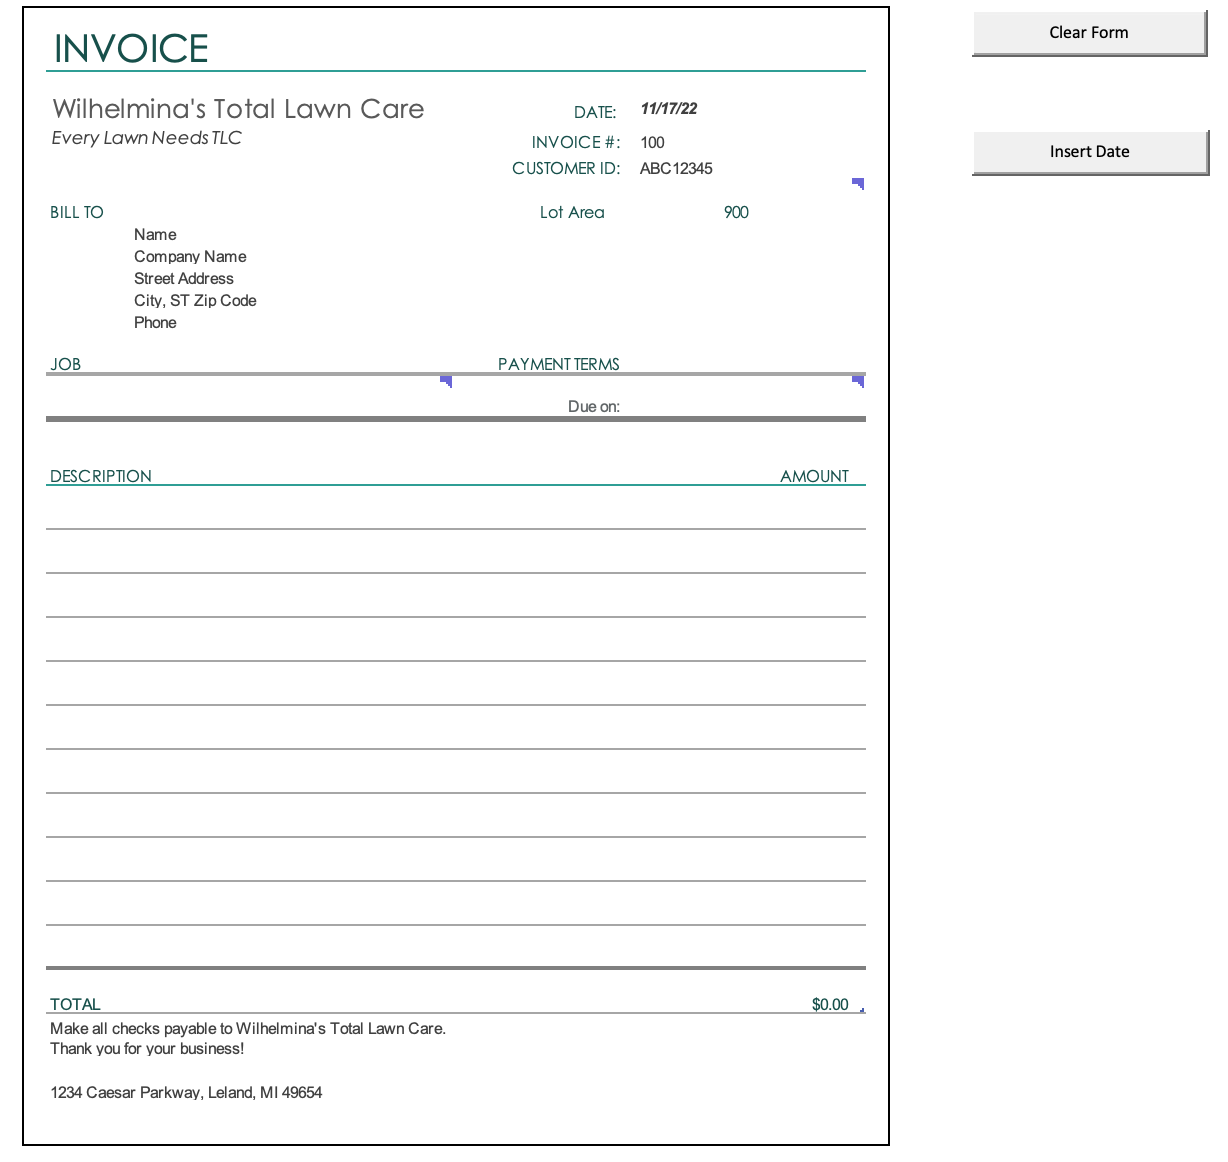 INVOICE
Wilhelmina's Total Lawn Care
Every Lawn Needs TLC
DATE: 11/17/22
INVOICE #: 100
CUSTOMER ID: ABC12345
BILL TO
Lot Area 900
Name
Company Name
Street Address
City, ST Zip Code
Phone
JOB PAYMENT TERMS
Due on:
DESCRIPTION AMOUNT
TOTAL $0.00
Make all checks payable to Wilhelmina's Total Lawn Care.
Thank you for your business!
1234 Caesar Parkway, Leland, MI 49654
Clear Form
Insert Date